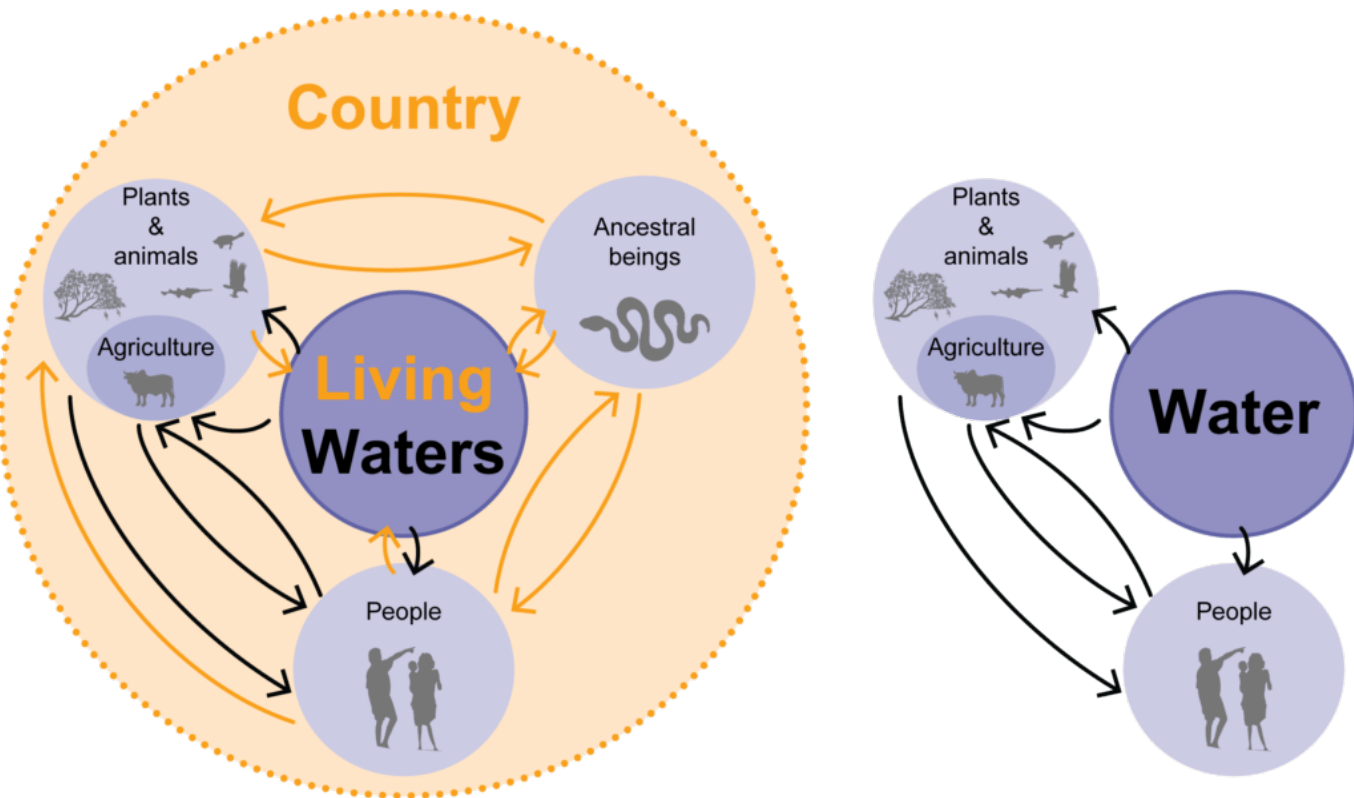 Country
Plants
&
animals
Agriculture
Ancestral
beings
Living
Waters
People
Plants
&
animals
Agriculture
Water
People